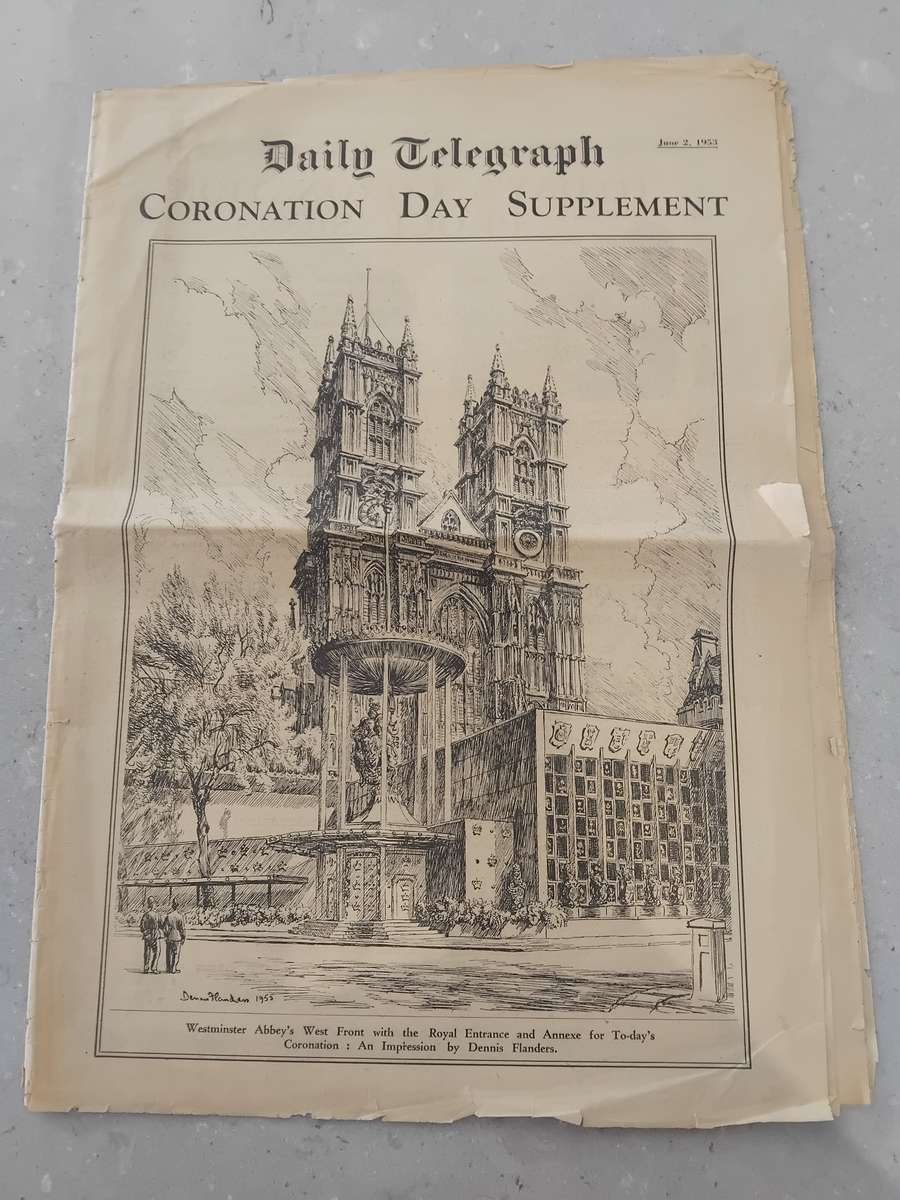 Daily Telegraph
June 2, 1953
CORONATION DAY SUPPLEMENT
Dennis Flanders 1953
Westminster Abbey's West Front with the Royal Entrance and Annexe for To-day's
Coronation : An Impression by Dennis Flanders.